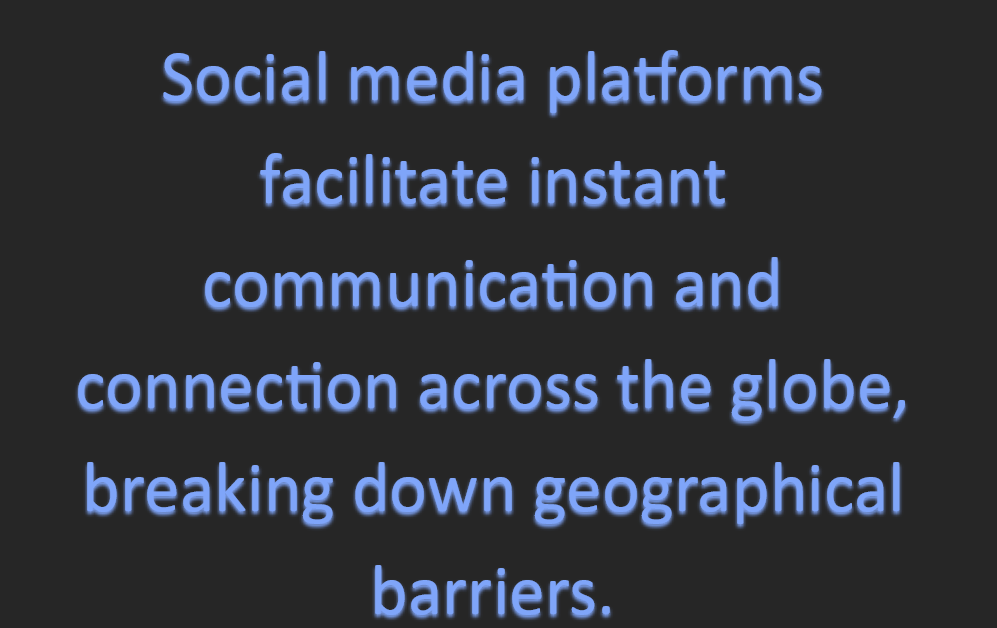 Social media platforms
facilitate instant
communication and
connection across the globe,
breaking down geographical
barriers.